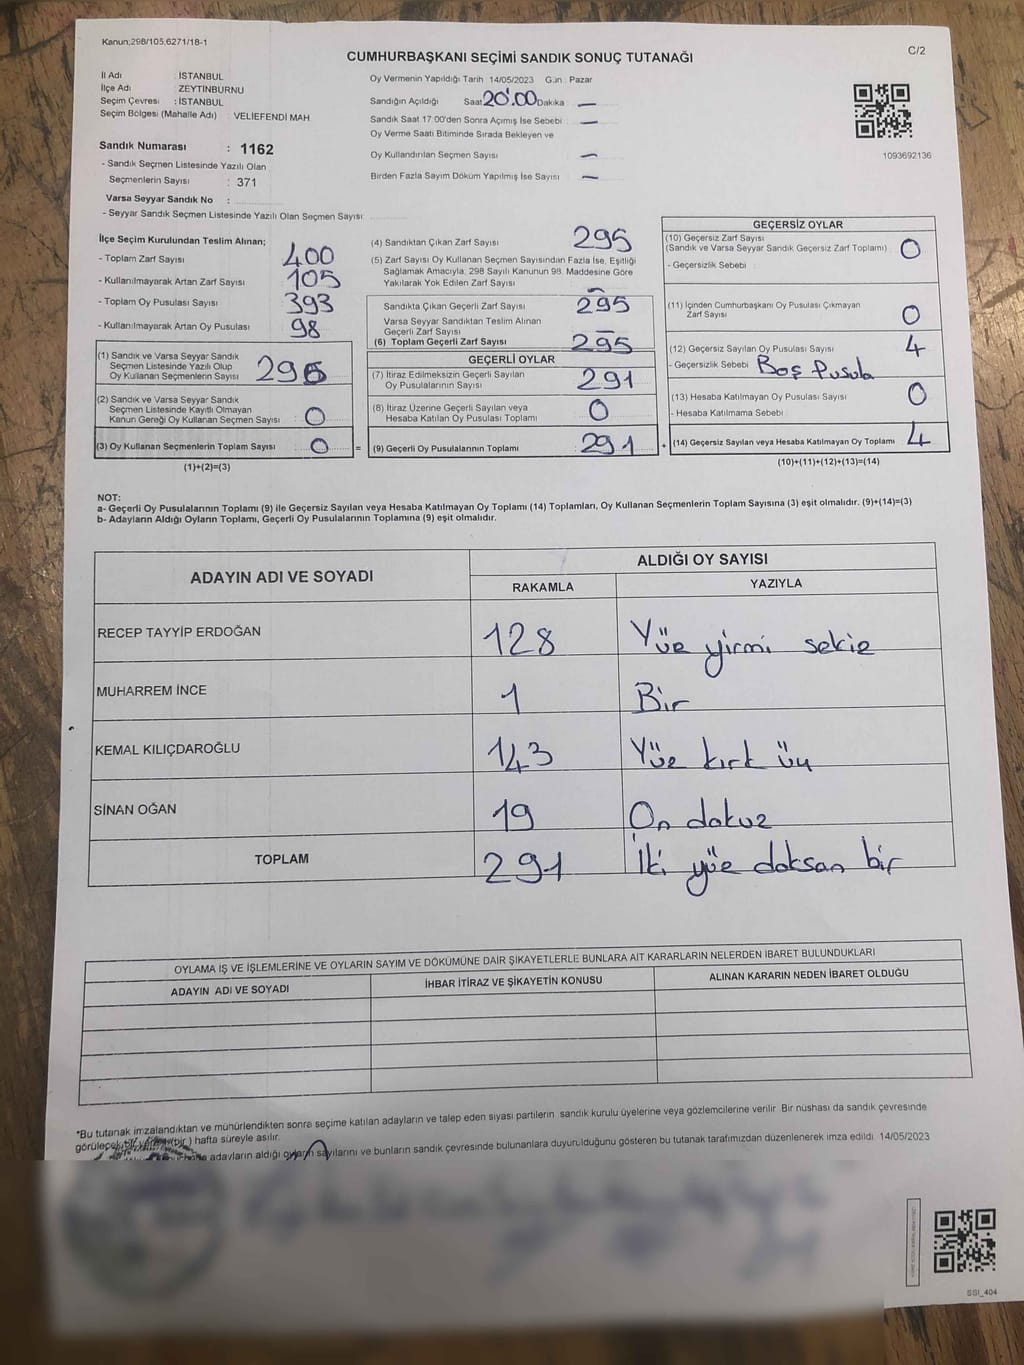 Kanun;298/105,6271/18-1
C/2
CUMHURBAŞKANI SEÇİMİ SANDIK SONUÇ TUTANAĞI
İl Adı : İSTANBUL
İlçe Adı : ZEYTİNBURNU
Seçim Çevresi : İSTANBUL
Seçim Bölgesi (Mahalle Adı) : VELİEFENDİ MAH.
Sandık Numarası : 1162
- Sandık Seçmen Listesinde Yazılı Olan
Seçmenlerin Sayısı : 371
Varsa Seyyar Sandık No :
- Seyyar Sandık Seçmen Listesinde Yazılı Olan Seçmen Sayısı:
Oy Vermenin Yapıldığı Tarih : 14/05/2023 Gün : Pazar
Sandığın Açıldığı Saat 20.00 Dakika : —
Sandık Saat 17.00'den Sonra Açımış İse Sebebi : —
Oy Verme Saati Bitiminde Sırada Bekleyen ve
Oy Kullandırılan Seçmen Sayısı : —
Birden Fazla Sayım Döküm Yapılmış İse Sayısı : —
1093692136
İlçe Seçim Kurulundan Teslim Alınan;
- Toplam Zarf Sayısı : 400
- Kullanılmayarak Artan Zarf Sayısı : 105
- Toplam Oy Pusulası Sayısı : 393
- Kullanılmayarak Artan Oy Pusulası : 98
(1) Sandık ve Varsa Seyyar Sandık
Seçmen Listesinde Yazılı Olup
Oy Kullanan Seçmenlerin Sayısı : 295
(2) Sandık ve Varsa Seyyar Sandık
Seçmen Listesinde Kayıtlı Olmayan
Kanun Gereği Oy Kullanan Seçmen Sayısı : 0
(3) Oy Kullanan Seçmenlerin Toplam Sayısı : 0 =
(1)+(2)=(3)
(4) Sandıktan Çıkan Zarf Sayısı : 295
(5) Zarf Sayısı Oy Kullanan Seçmen Sayısından Fazla İse, Eşitliği
Sağlamak Amacıyla, 298 Sayılı Kanunun 98. Maddesine Göre
Yakılarak Yok Edilen Zarf Sayısı : —
Sandıkta Çıkan Geçerli Zarf Sayısı : 295
Varsa Seyyar Sandıktan Teslim Alınan
Geçerli Zarf Sayısı : —
(6) Toplam Geçerli Zarf Sayısı : 295
GEÇERLİ OYLAR
(7) İtiraz Edilmeksizin Geçerli Sayılan
Oy Pusulalarının Sayısı : 291
(8) İtiraz Üzerine Geçerli Sayılan veya
Hesaba Katılan Oy Pusulası Toplamı : 0
(9) Geçerli Oy Pusulalarının Toplamı : 291 +
GEÇERSİZ OYLAR
(10) Geçersiz Zarf Sayısı :
(Sandık ve Varsa Seyyar Sandık Geçersiz Zarf Toplamı) : 0
- Geçersizlik Sebebi :
(11) İçinden Cumhurbaşkanı Oy Pusulası Çıkmayan
Zarf Sayısı : 0
(12) Geçersiz Sayılan Oy Pusulası Sayısı : 4
- Geçersizlik Sebebi : Boş Pusula
(13) Hesaba Katılmayan Oy Pusulası Sayısı : 0
- Hesaba Katılmama Sebebi :
(14) Geçersiz Sayılan veya Hesaba Katılmayan Oy Toplamı : 4
(10)+(11)+(12)+(13)=(14)
NOT:
a- Geçerli Oy Pusulalarının Toplamı (9) ile Geçersiz Sayılan veya Hesaba Katılmayan Oy Toplamı (14) Toplamları, Oy Kullanan Seçmenlerin Toplam Sayısına (3) eşit olmalıdır. (9)+(14)=(3)
b- Adayların Aldığı Oyların Toplamı, Geçerli Oy Pusulalarının Toplamına (9) eşit olmalıdır.
ADAYIN ADI VE SOYADI
ALDIĞI OY SAYISI
RAKAMLA YAZIYLA
RECEP TAYYİP ERDOĞAN 128 Yüz yirmi sekiz
MUHARREM İNCE 1 Bir
KEMAL KILIÇDAROĞLU 143 Yüz kırk üç
SİNAN OĞAN 19 On dokuz
TOPLAM 291 İki yüz doksan bir
OYLAMA İŞ VE İŞLEMLERİNE VE OYLARIN SAYIM VE DÖKÜMÜNE DAİR ŞİKAYETLERLE BUNLARA AİT KARARLARIN NELERDEN İBARET BULUNDUKLARI
ADAYIN ADI VE SOYADI İHBAR İTİRAZ VE ŞİKAYETİN KONUSU ALINAN KARARIN NEDEN İBARET OLDUĞU
*Bu tutanak imzalandıktan ve mühürlendikten sonra seçime katılan adayların ve talep eden siyasi partilerin sandık kurulu üyelerine veya gözlemcilerine verilir. Bir nüshası da sandık çevresinde
(bir) hafta süreyle asılır.
adayların aldığı oyların sayılarını ve bunların sandık çevresinde bulunanlara duyurulduğunu gösteren bu tutanak tarafımızdan düzenlenerek imza edildi. 14/05/2023
SSI_404